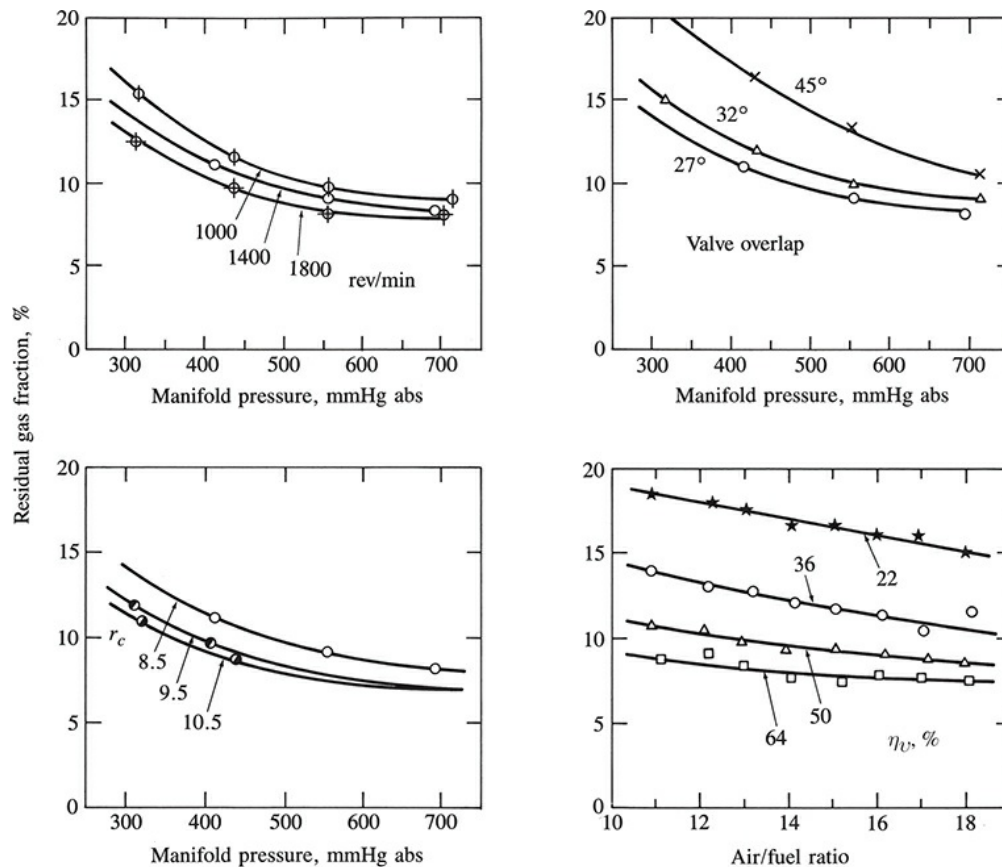 Residual gas fraction, %
20
15
10
5
0
1000
1400
1800
rev/min
300 400 500 600 700
Manifold pressure, mmHg abs
20
15
10
5
0
45°
32°
27°
Valve overlap
300 400 500 600 700
Manifold pressure, mmHg abs
20
15
10
5
0
r_c
8.5
9.5
10.5
300 400 500 600 700
Manifold pressure, mmHg abs
20
15
10
5
0
36
22
50
64
η_v, %
10 12 14 16 18
Air/fuel ratio